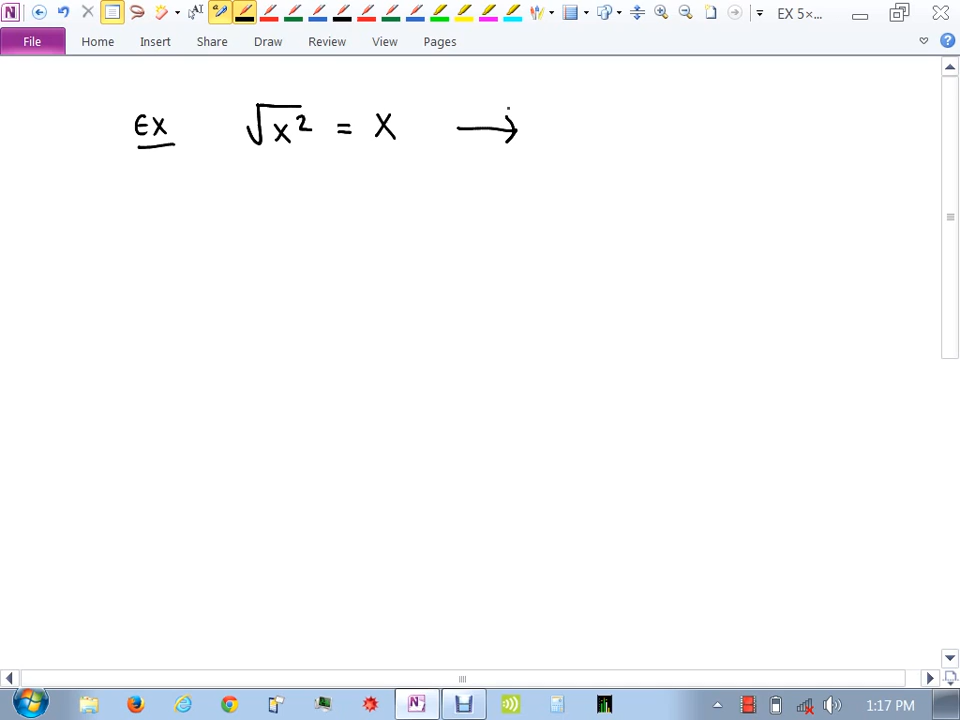 EX 5×...
File Home Insert Share Draw Review View Pages
EX √x² = X →
1:17 PM